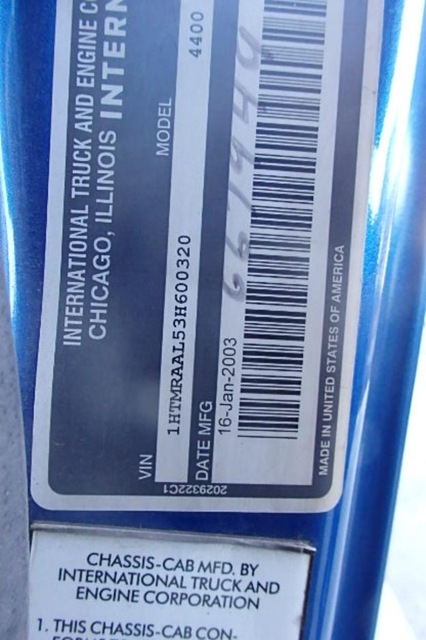 INTERNATIONAL TRUCK AND ENGINE
CHICAGO, ILLINOIS
MODEL 4400
VIN 1HTMRAAL53H600320
DATE MFG 16-Jan-2003
MADE IN UNITED STATES OF AMERICA
2029322C1
CHASSIS-CAB MFD. BY
INTERNATIONAL TRUCK AND
ENGINE CORPORATION
1. THIS CHASSIS-CAB CON-